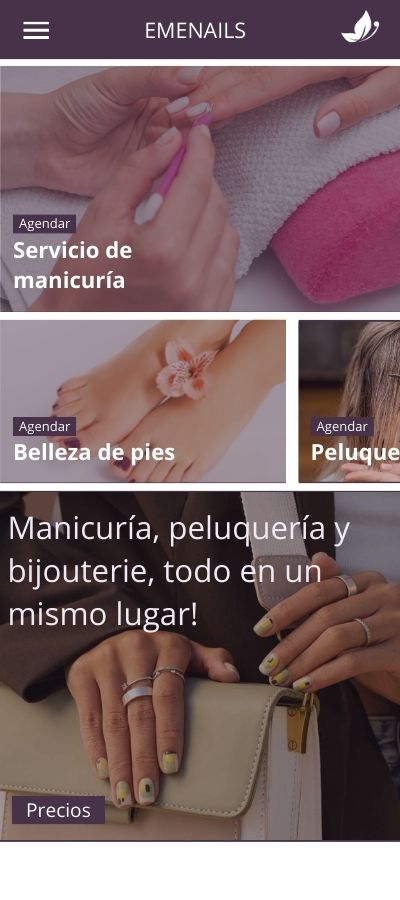 EMENAILS
Agendar
Servicio de
manicuría
Agendar
Belleza de pies
Agendar
Peluque
Manicuría, peluquería y
bijouterie, todo en un
mismo lugar!
Precios